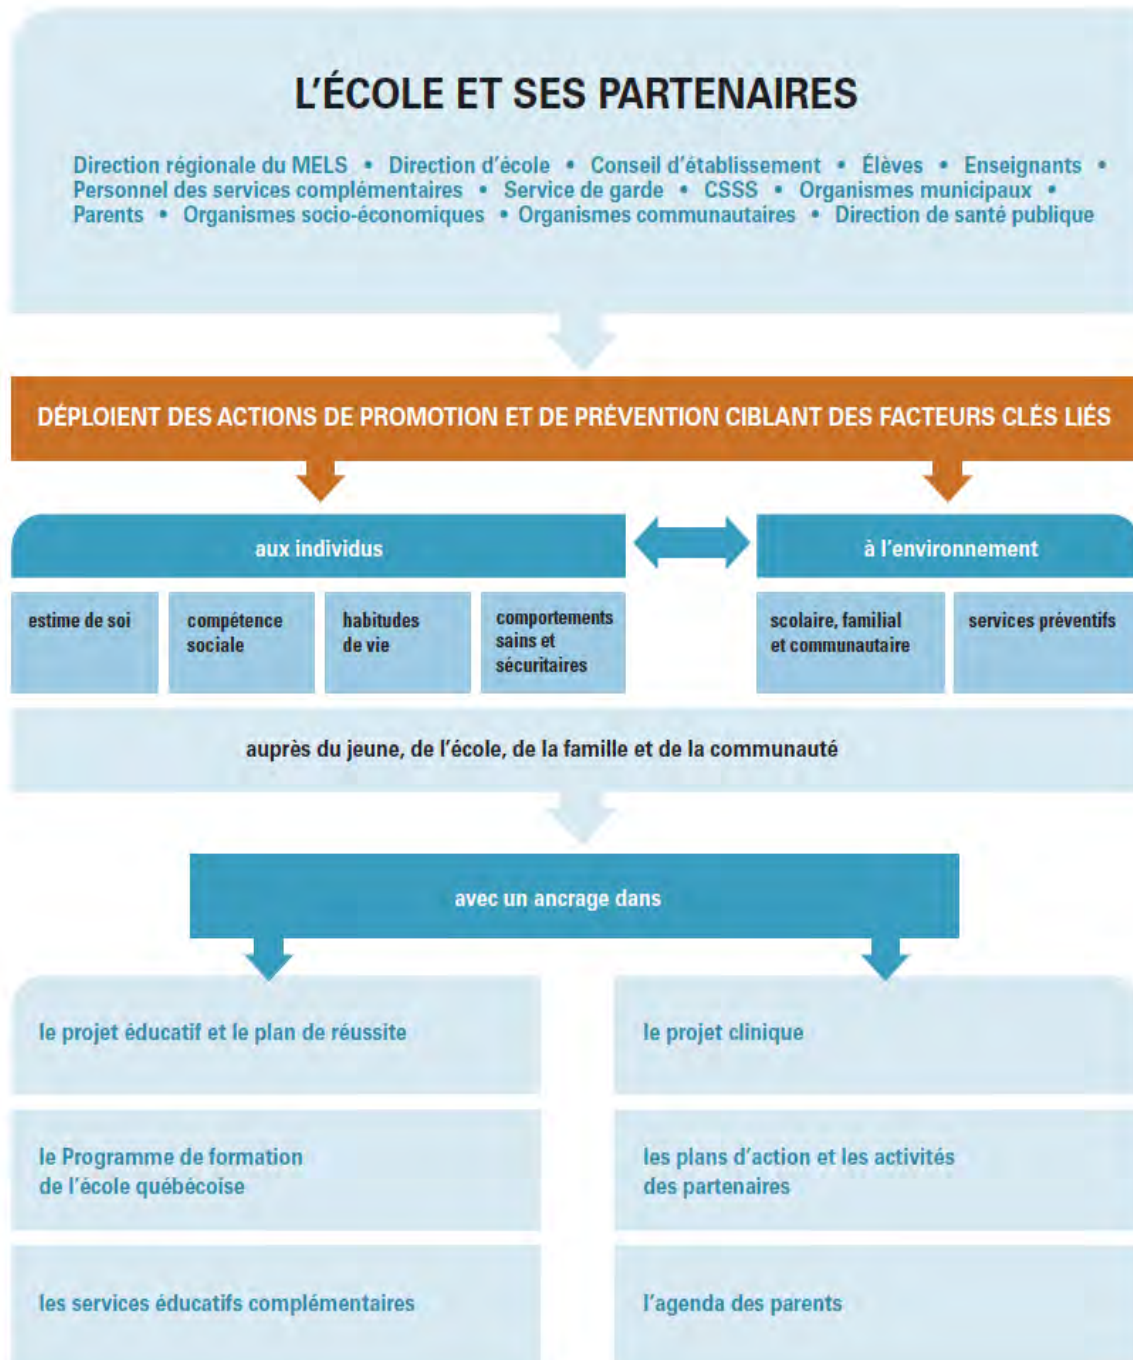 L'ÉCOLE ET SES PARTENAIRES
Direction régionale du MELS • Direction d'école • Conseil d'établissement • Élèves • Enseignants •
Personnel des services complémentaires • Service de garde • CSSS • Organismes municipaux •
Parents • Organismes socio-économiques • Organismes communautaires • Direction de santé publique
DÉPLOIENT DES ACTIONS DE PROMOTION ET DE PRÉVENTION CIBLANT DES FACTEURS CLÉS LIÉS
aux individus
à l'environnement
estime de soi
compétence
sociale
habitudes
de vie
comportements
sains et
sécuritaires
scolaire, familial
et communautaire
services préventifs
auprès du jeune, de l'école, de la famille et de la communauté
avec un ancrage dans
le projet éducatif et le plan de réussite
le projet clinique
le Programme de formation
de l'école québécoise
les plans d'action et les activités
des partenaires
les services éducatifs complémentaires
l'agenda des parents